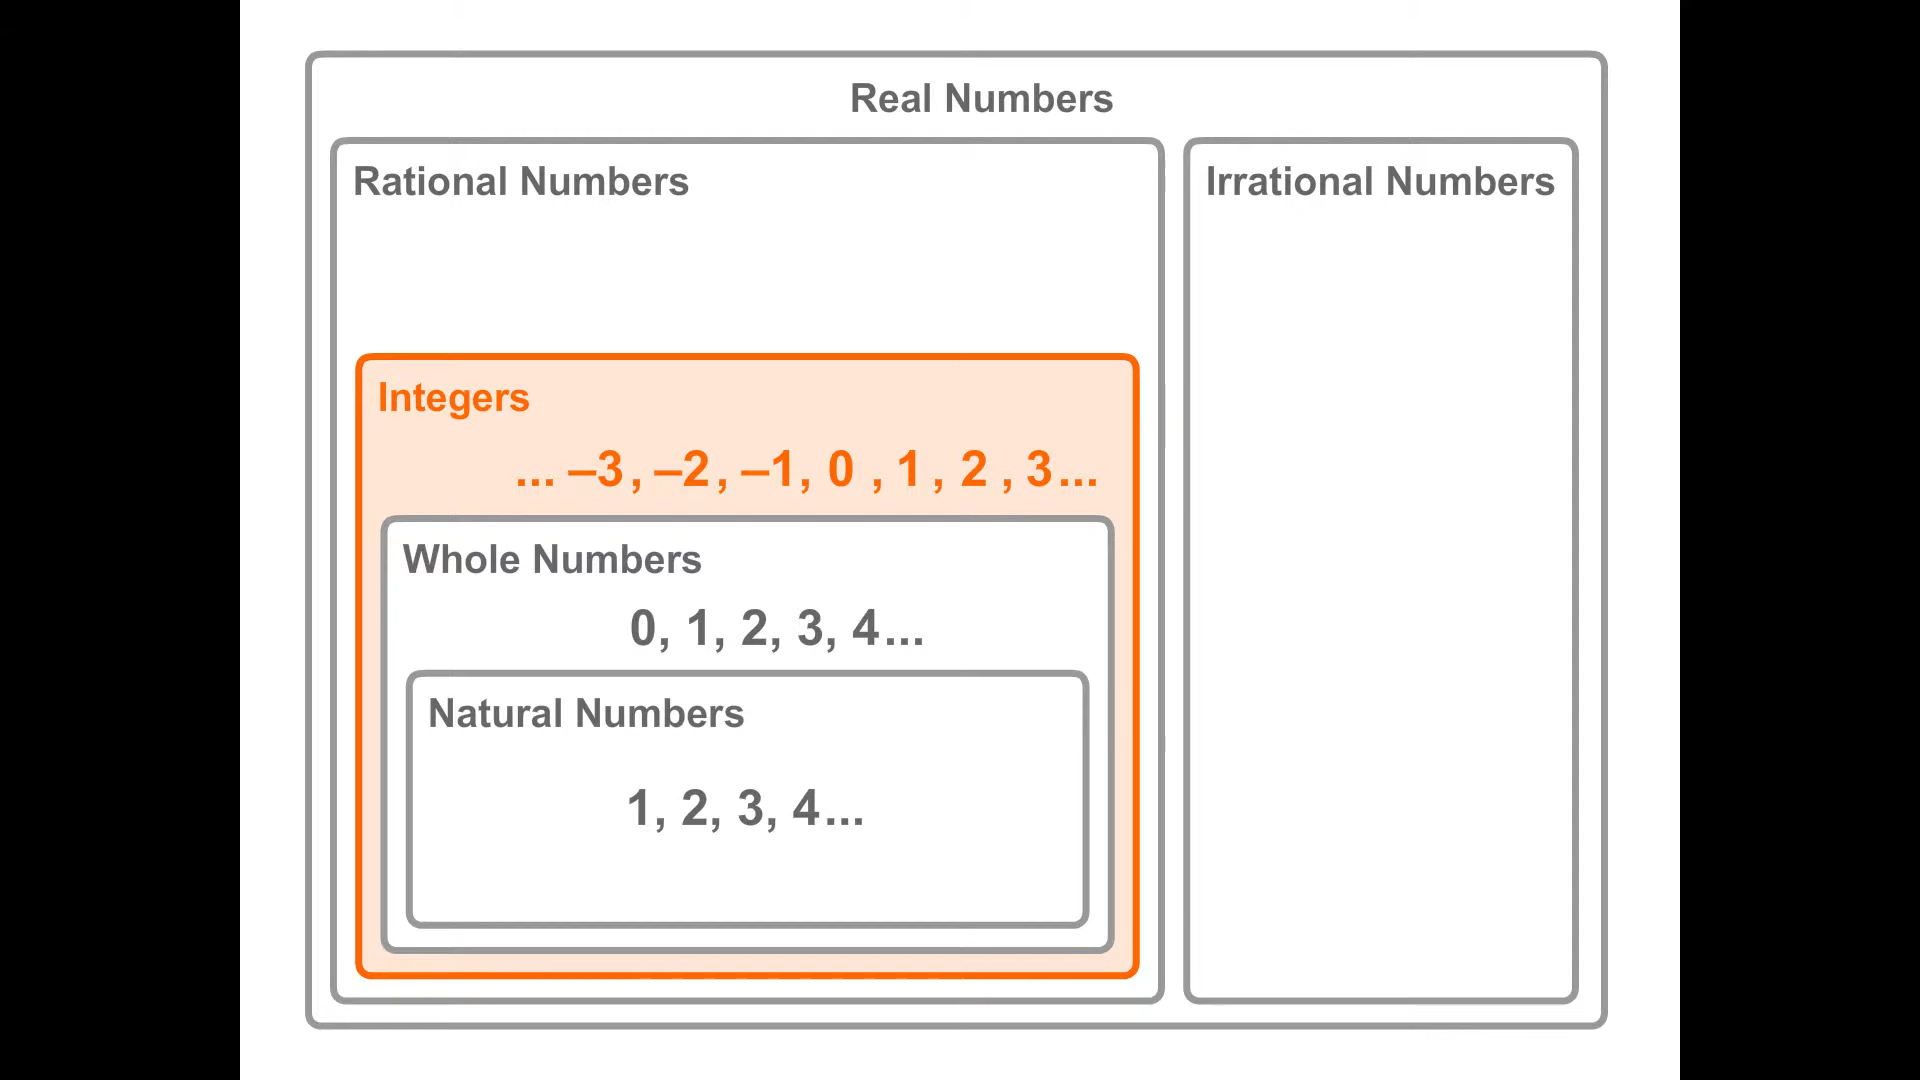 Real Numbers
Rational Numbers
Irrational Numbers
Integers
... –3, –2, –1, 0 , 1, 2 , 3...
Whole Numbers
0, 1, 2, 3, 4...
Natural Numbers
1, 2, 3, 4...